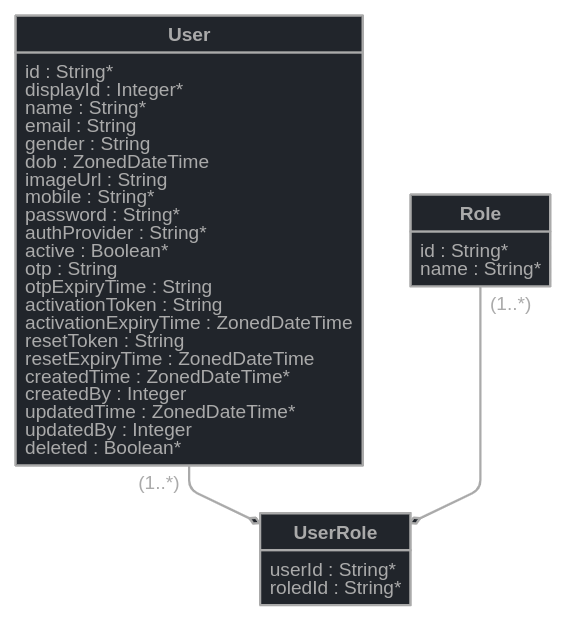 User
id : String*
displayId : Integer*
name : String*
email : String
gender : String
dob : ZonedDateTime
imageUrl : String
mobile : String*
password : String*
authProvider : String*
active : Boolean*
otp : String
otpExpiryTime : String
activationToken : String
activationExpiryTime : ZonedDateTime
resetToken : String
resetExpiryTime : ZonedDateTime
createdTime : ZonedDateTime*
createdBy : Integer
updatedTime : ZonedDateTime*
updatedBy : Integer
deleted : Boolean*
Role
id : String*
name : String*
(1..*)
(1..*)
UserRole
userId : String*
roledId : String*